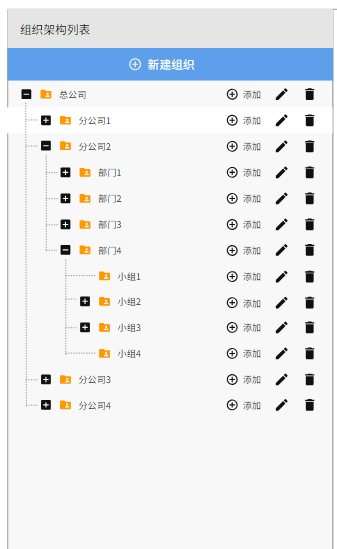 组织架构列表
新建组织
总公司 添加
分公司1 添加
分公司2 添加
部门1 添加
部门2 添加
部门3 添加
部门4 添加
小组1 添加
小组2 添加
小组3 添加
小组4 添加
分公司3 添加
分公司4 添加